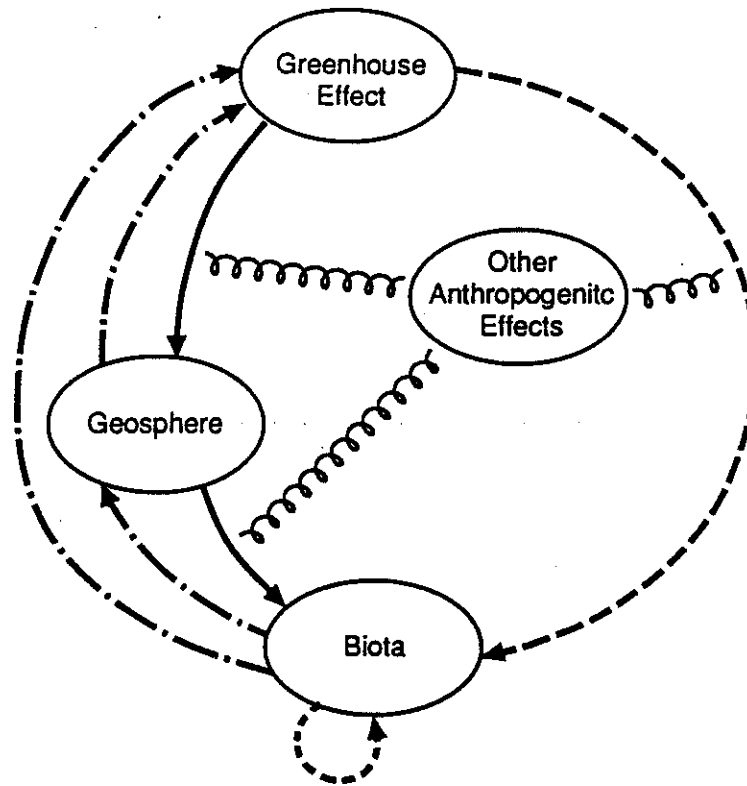 Greenhouse
Effect
Other
Anthropogenitc
Effects
Geosphere
Biota